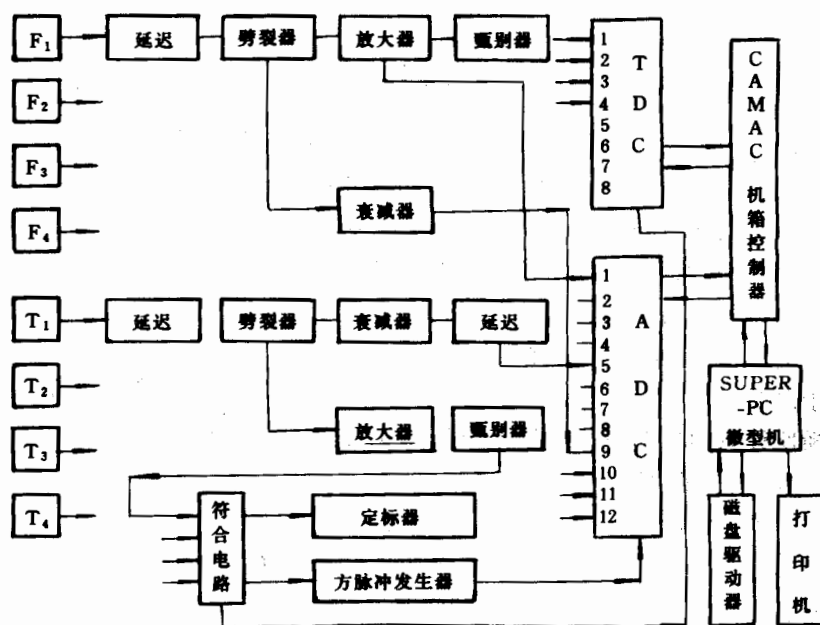 F₁
延迟
劈裂器
放大器
甄别器
1
2
3
4
5
6
7
8
T
D
C
CAMAC 机箱控制器
F₂
F₃
F₄
衰减器
T₁
延迟
劈裂器
衰减器
延迟
1
2
3
4
5
6
7
8
9
10
11
12
A
D
C
T₂
T₃
T₄
放大器
甄别器
符合电路
定标器
方脉冲发生器
SUPER
-PC
微型机
磁盘驱动器
打印机